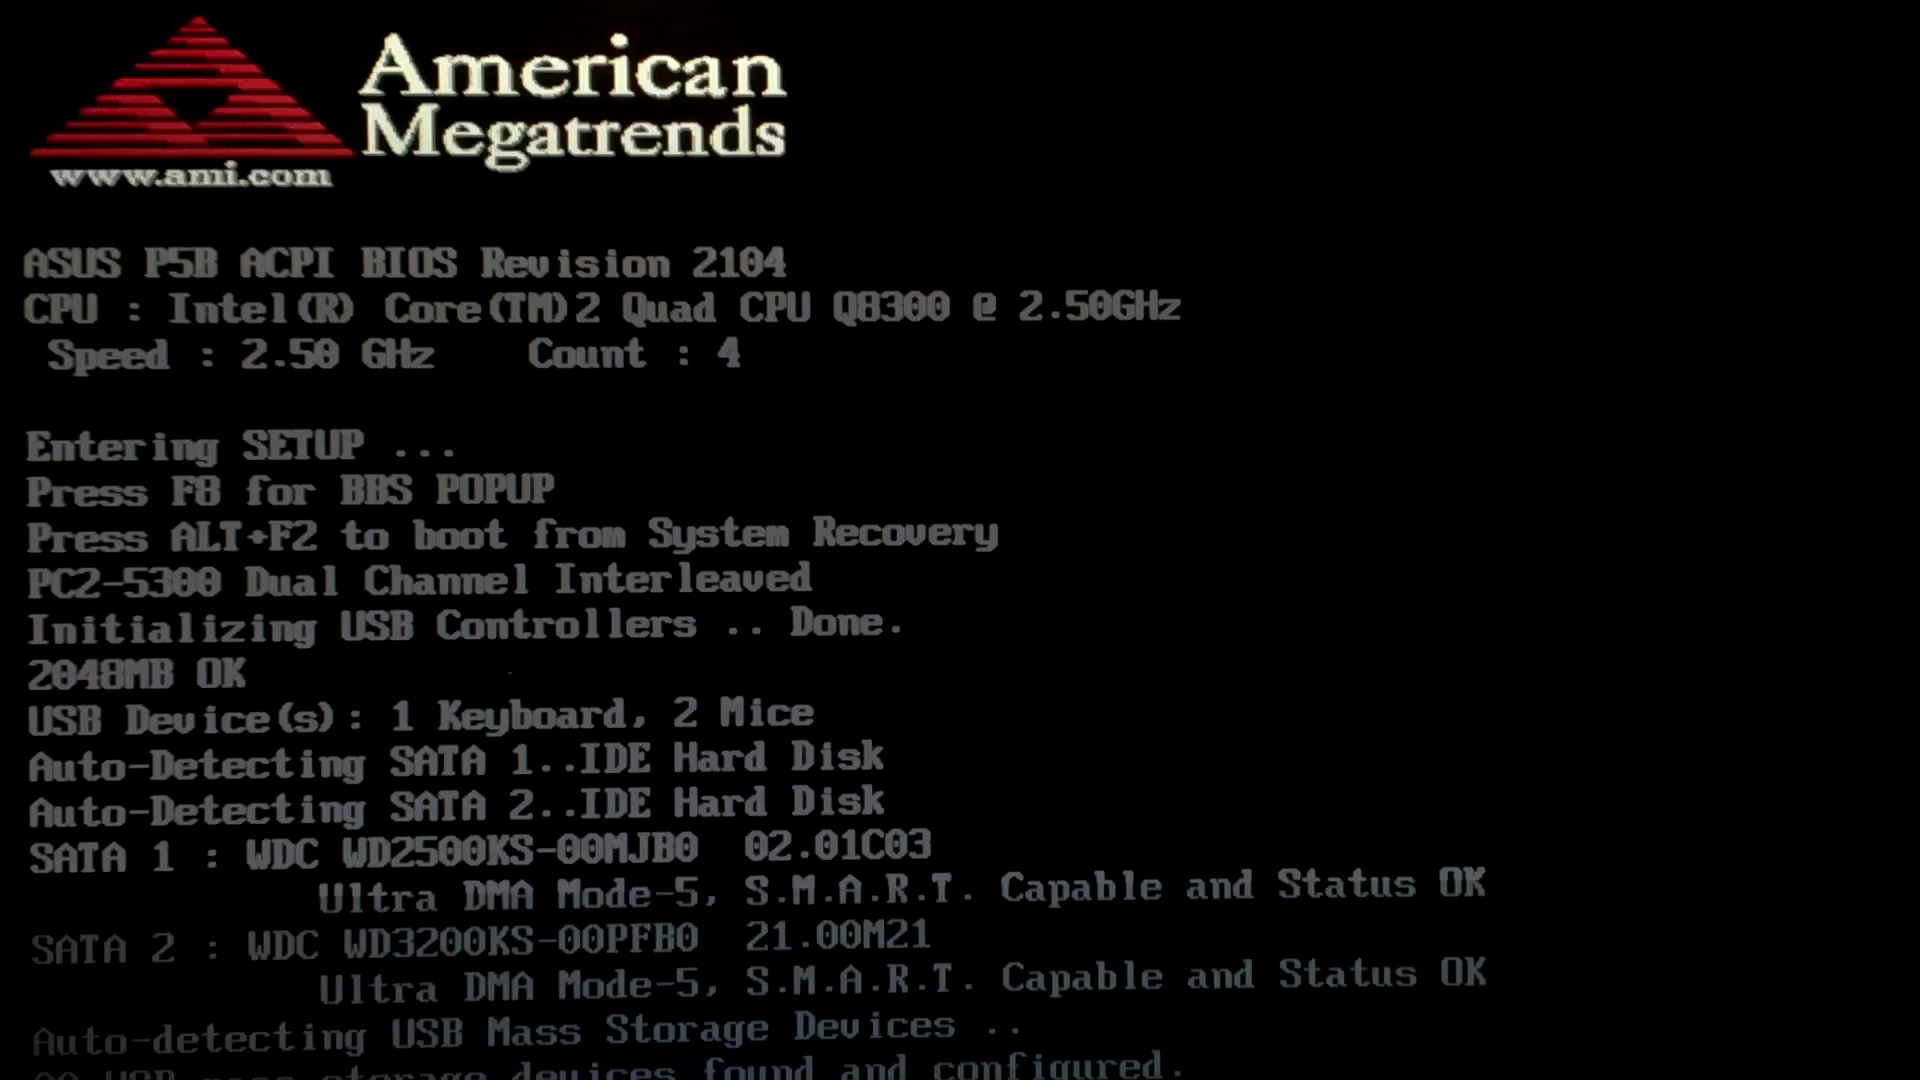 American
Megatrends
www.ami.com
ASUS P5B ACPI BIOS Revision 2104
CPU : Intel(R) Core(TM)2 Quad CPU Q8300 @ 2.50GHz
Speed : 2.50 GHz Count : 4
Entering SETUP ...
Press F8 for BBS POPUP
Press ALT+F2 to boot from System Recovery
PC2-5300 Dual Channel Interleaved
Initializing USB Controllers .. Done.
2048MB OK
USB Device(s): 1 Keyboard, 2 Mice
Auto-Detecting SATA 1..IDE Hard Disk
Auto-Detecting SATA 2..IDE Hard Disk
SATA 1 : WDC WD2500KS-00MJB0 02.01C03
Ultra DMA Mode-5, S.M.A.R.T. Capable and Status OK
SATA 2 : WDC WD3200KS-00PFB0 21.00M21
Ultra DMA Mode-5, S.M.A.R.T. Capable and Status OK
Auto-detecting USB Mass Storage Devices ..
00 USB mass storage devices found and configured.